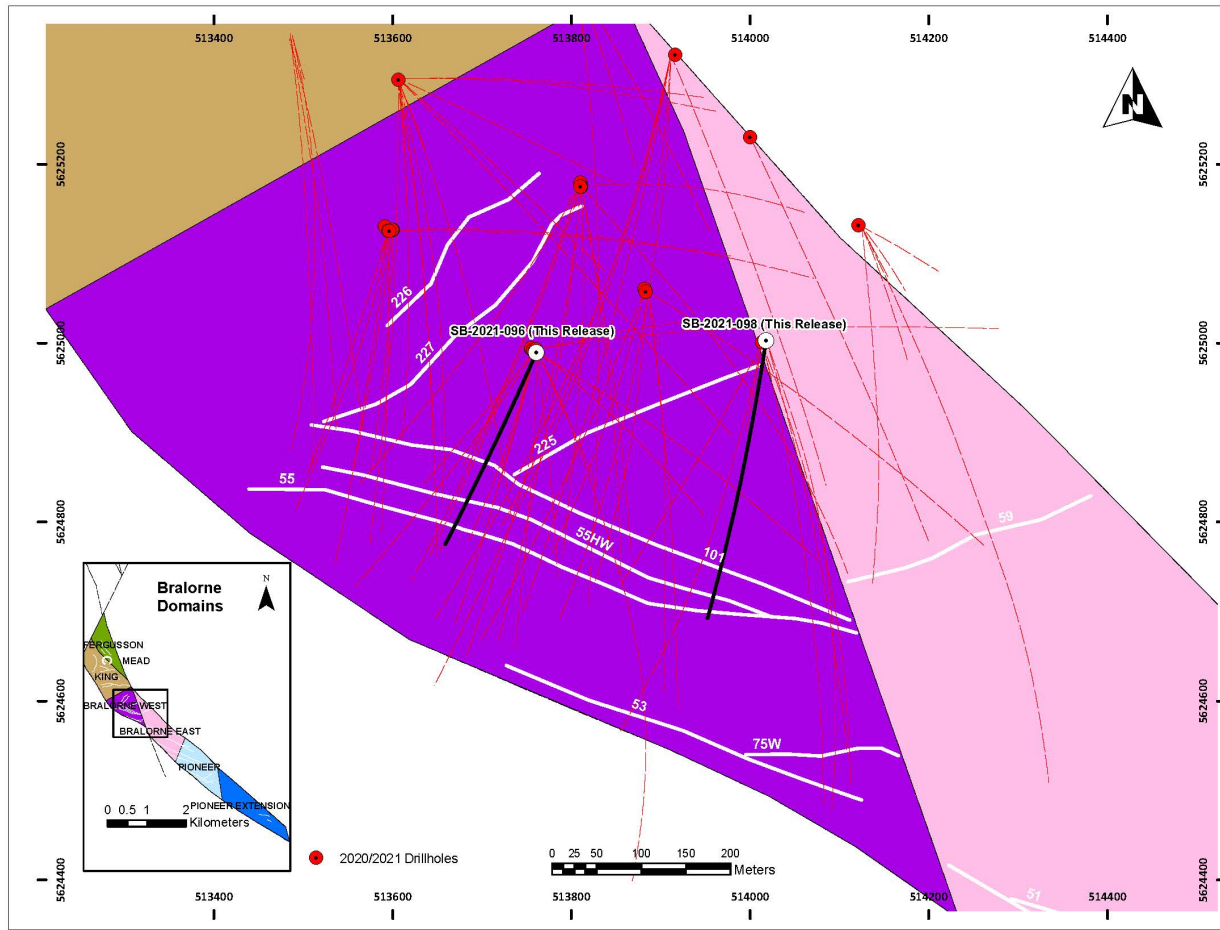 513400
513600
513800
514000
514200
514400
N
5625200
5625200
226
227
SB-2021-096 (This Release)
SB-2021-098 (This Release)
5625000
5625000
225
55
55HW
101
59
5624800
5624800
Bralorne
Domains
N
FERGUSSON
MEAD
KING
BRALORNE WEST
BRALORNE EAST
PIONEER
PIONEER EXTENSION
0 0.5 1 2
Kilometers
53
75W
5624600
5624600
2020/2021 Drillholes
0 25 50 100 150 200
Meters
51
5624400
5624400
513400
513600
513800
514000
514200
514400